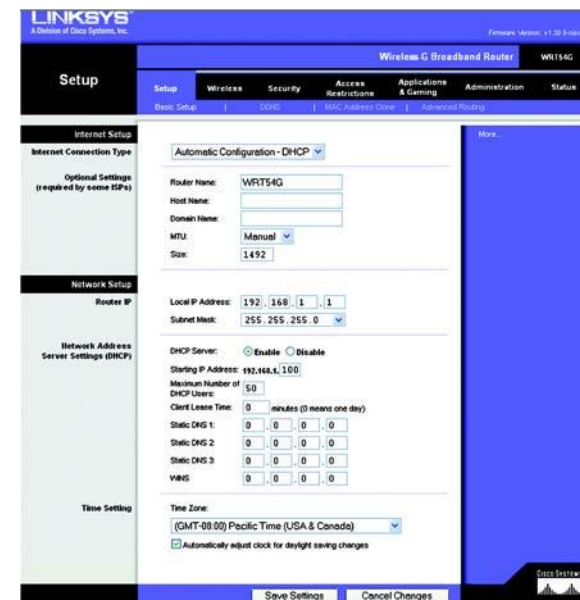 LINKSYS®
A Division of Cisco Systems, Inc.
Wireless-G Broadband Router WRT54G
Setup
Setup Wireless Security Access Restrictions Applications & Gaming Administration Status
Basic Setup | DDNS | MAC Address Clone | Advanced Routing
Internet Setup
More...
Internet Connection Type Automatic Configuration - DHCP
Optional Settings
(required by some ISPs)
Router Name: WRT54G
Host Name:
Domain Name:
MTU: Manual
Size: 1492
Network Setup
Router IP
Local IP Address: 192 . 168 . 1 . 1
Subnet Mask: 255.255.255.0
Network Address
Server Settings (DHCP)
DHCP Server: Enable Disable
Starting IP Address: 192.168.1. 100
Maximum Number of
DHCP Users: 50
Client Lease Time: 0 minutes (0 means one day)
Static DNS 1: 0 . 0 . 0 . 0
Static DNS 2: 0 . 0 . 0 . 0
Static DNS 3: 0 . 0 . 0 . 0
WINS 0 . 0 . 0 . 0
Time Setting
Time Zone:
(GMT-08:00) Pacific Time (USA & Canada)
Automatically adjust clock for daylight saving changes
Save Settings Cancel Changes
Cisco Systems